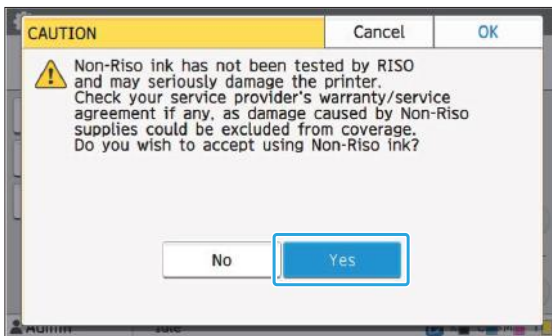 CAUTION
Cancel
OK
Non-Riso ink has not been tested by RISO
and may seriously damage the printer.
Check your service provider's warranty/service
agreement if any, as damage caused by Non-Riso
supplies could be excluded from coverage.
Do you wish to accept using Non-Riso ink?
No
Yes
Admin
Idle